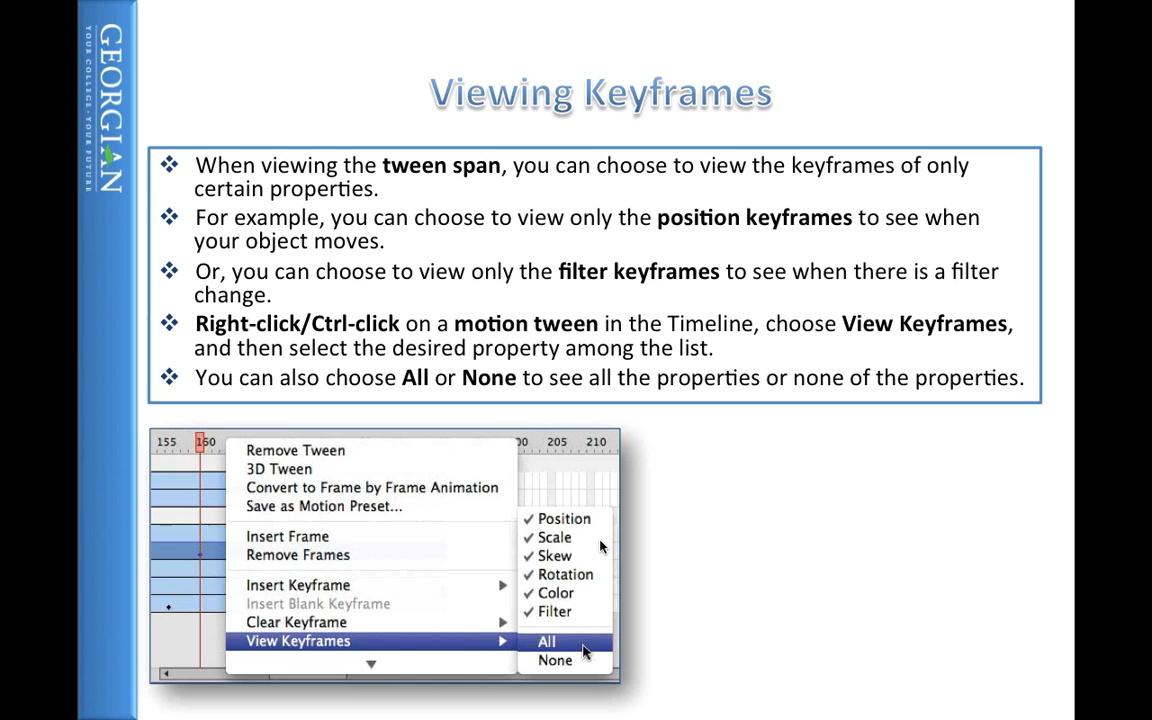 GEORGIAN
YOUR COLLEGE · YOUR FUTURE
Viewing Keyframes
When viewing the tween span, you can choose to view the keyframes of only
certain properties.
For example, you can choose to view only the position keyframes to see when
your object moves.
Or, you can choose to view only the filter keyframes to see when there is a filter
change.
Right-click/Ctrl-click on a motion tween in the Timeline, choose View Keyframes,
and then select the desired property among the list.
You can also choose All or None to see all the properties or none of the properties.
155 160 00 205 210
Remove Tween
3D Tween
Convert to Frame by Frame Animation
Save as Motion Preset...
Insert Frame
Remove Frames
Insert Keyframe
Insert Blank Keyframe
Clear Keyframe
View Keyframes
Position
Scale
Skew
Rotation
Color
Filter
All
None